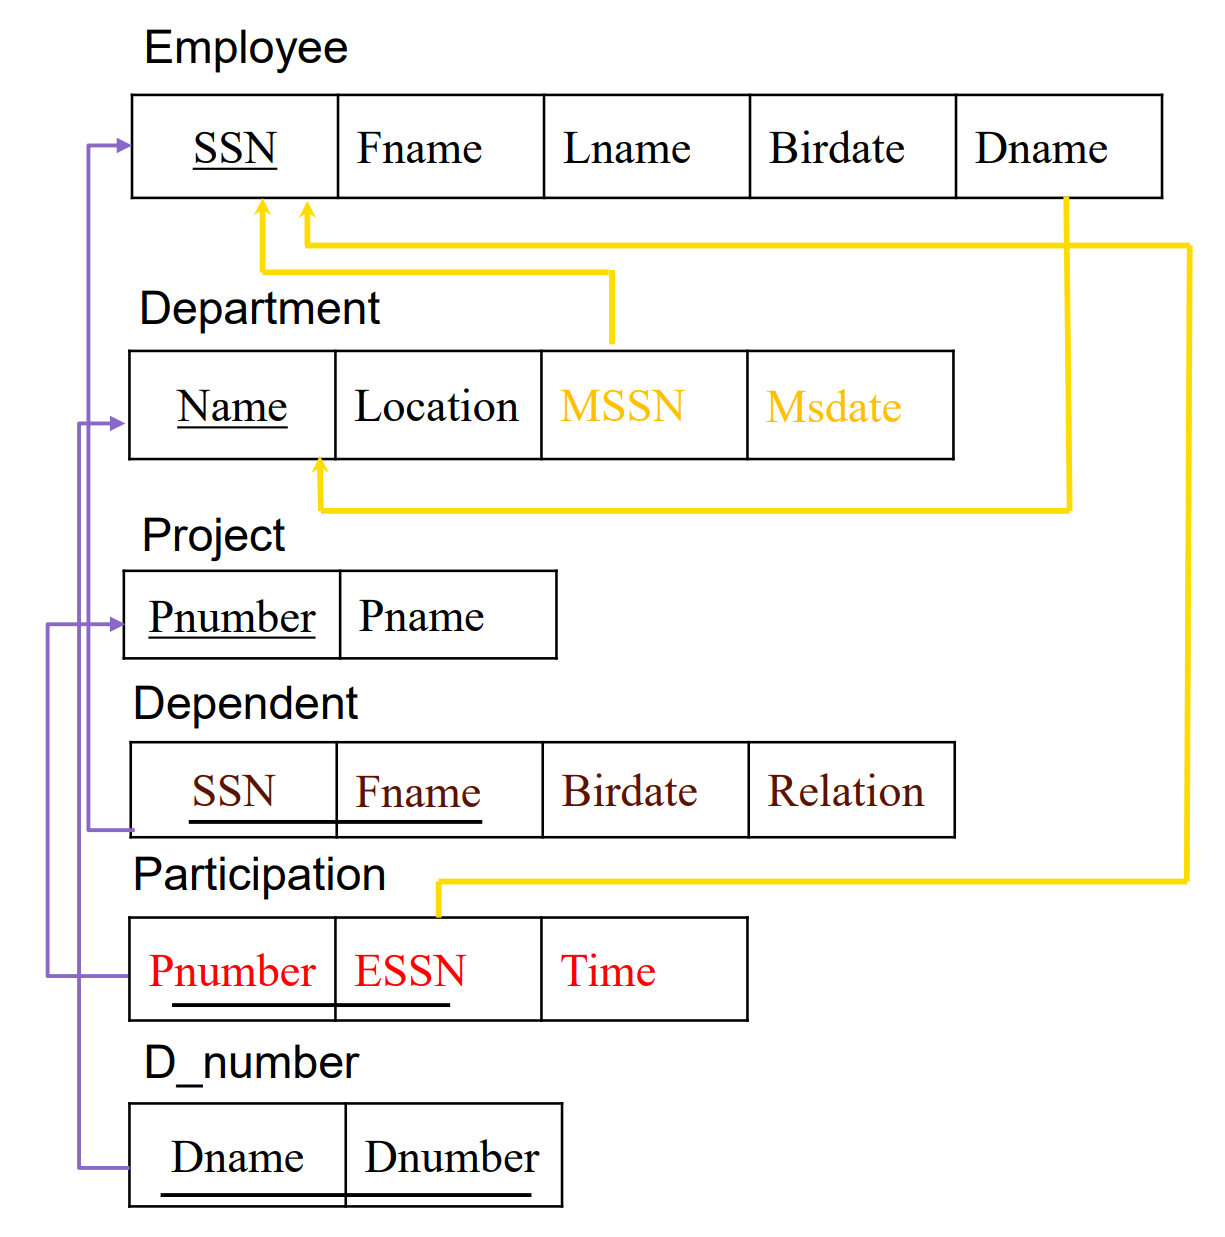 Employee
SSN Fname Lname Birdate Dname
Department
Name Location MSSN Msdate
Project
Pnumber Pname
Dependent
SSN Fname Birdate Relation
Participation
Pnumber ESSN Time
D_number
Dname Dnumber